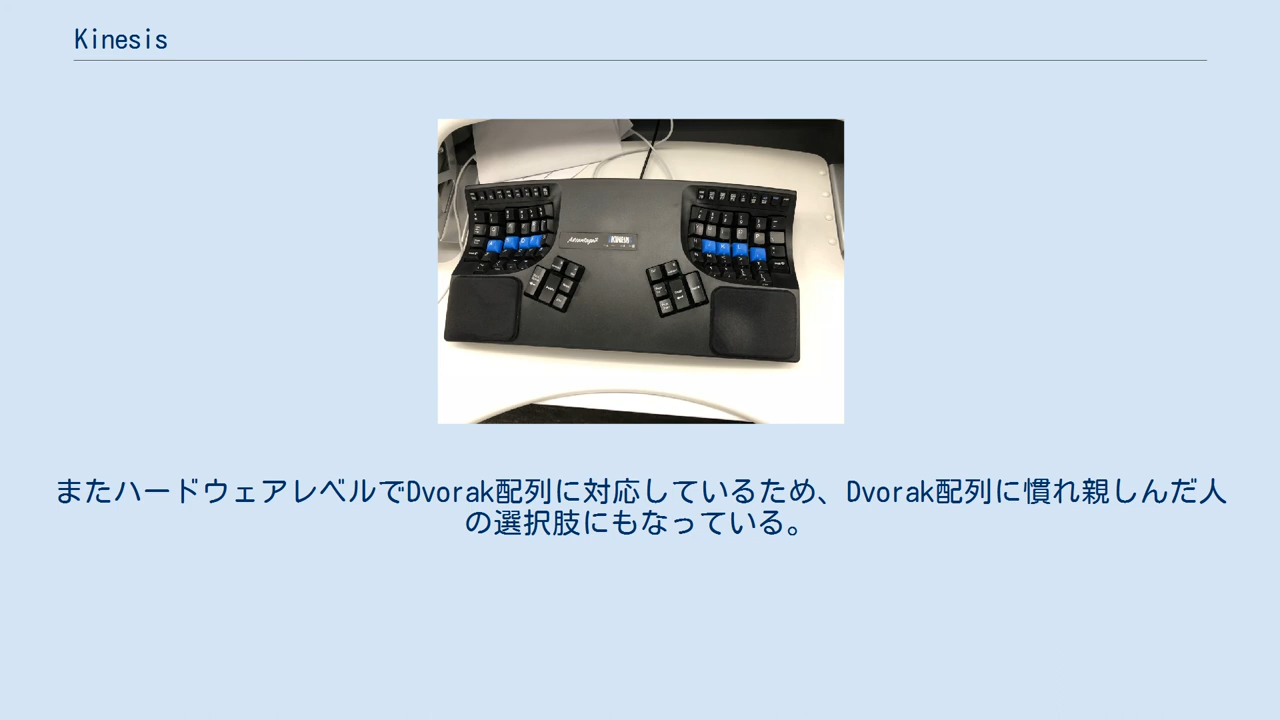 Kinesis
Advantage2 KINESIS
またハードウェアレベルでDvorak配列に対応しているため、Dvorak配列に慣れ親しんだ人
の選択肢にもなっている。